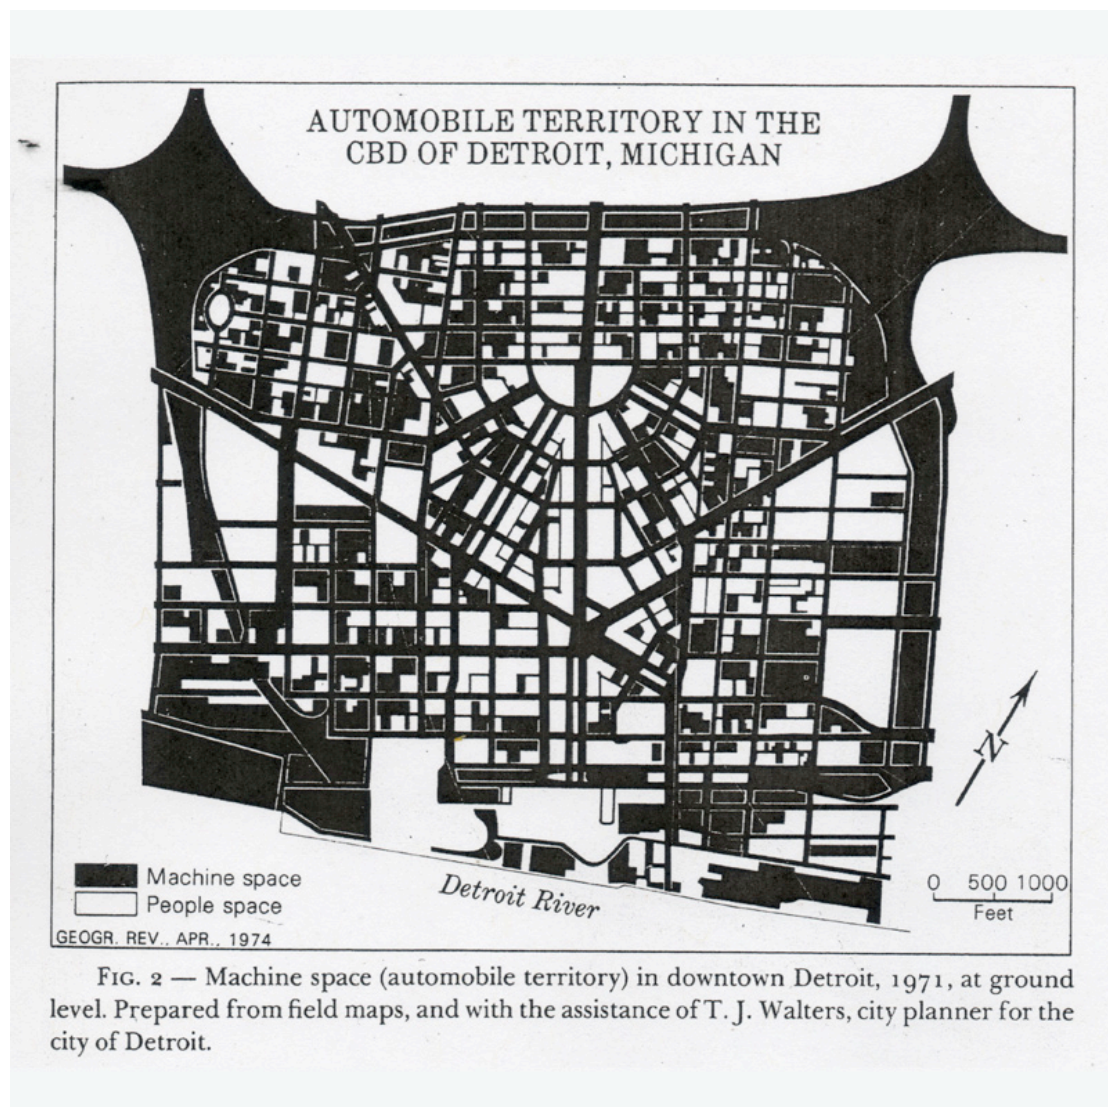 AUTOMOBILE TERRITORY IN THE
CBD OF DETROIT, MICHIGAN
N
Machine space
People space
Detroit River
0 500 1000
Feet
GEOGR. REV., APR., 1974
FIG. 2 — Machine space (automobile territory) in downtown Detroit, 1971, at ground
level. Prepared from field maps, and with the assistance of T. J. Walters, city planner for the
city of Detroit.